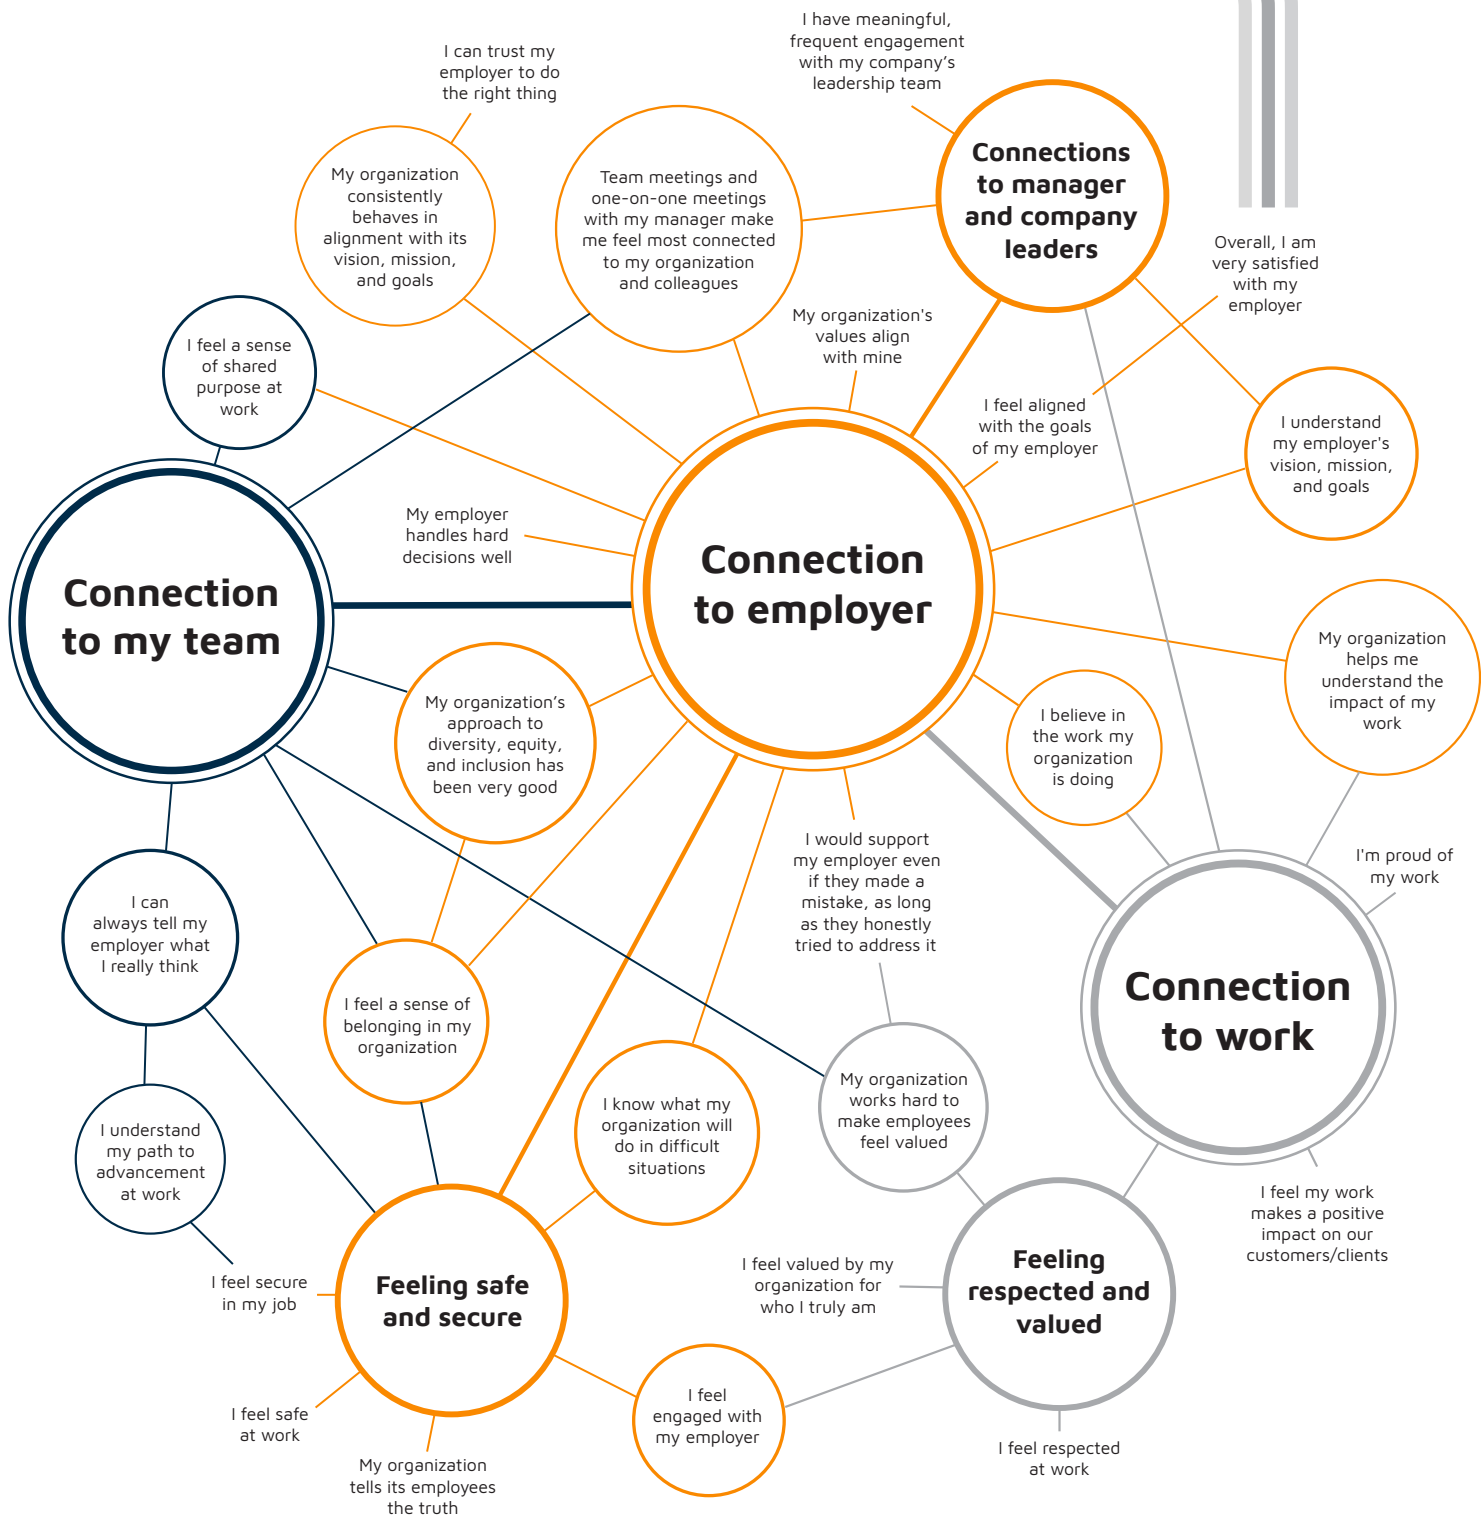 I have meaningful,
frequent engagement
with my company’s
leadership team
I can trust my
employer to do
the right thing
Connections
to manager
and company
leaders
My organization
consistently
behaves in
alignment with its
vision, mission,
and goals
Team meetings and
one-on-one meetings
with my manager make
me feel most connected
to my organization
and colleagues
Overall, I am
very satisfied
with my
employer
My organization's
values align
with mine
I feel a sense
of shared
purpose at
work
I feel aligned
with the goals
of my employer
I understand
my employer's
vision, mission,
and goals
My employer
handles hard
decisions well
Connection
to employer
Connection
to my team
My organization
helps me
understand the
impact of my
work
My organization’s
approach to
diversity, equity,
and inclusion has
been very good
I believe in
the work my
organization
is doing
I would support
my employer even
if they made a
mistake, as long
as they honestly
tried to address it
I'm proud of
my work
I can
always tell my
employer what
I really think
Connection
to work
I feel a sense of
belonging in my
organization
My organization
works hard to
make employees
feel valued
I know what my
organization will
do in difficult
situations
I understand
my path to
advancement
at work
I feel my work
makes a positive
impact on our
customers/clients
I feel secure
in my job
Feeling safe
and secure
I feel valued by my
organization for
who I truly am
Feeling
respected and
valued
I feel safe
at work
I feel
engaged with
my employer
I feel respected
at work
My organization
tells its employees
the truth